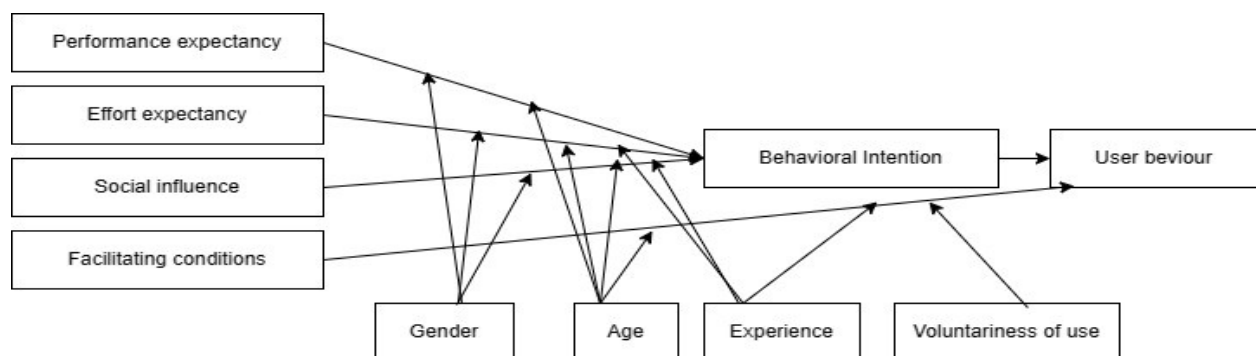 Performance expectancy
Effort expectancy
Behavioral Intention
User beviour
Social influence
Facilitating conditions
Gender
Age
Experience
Voluntariness of use